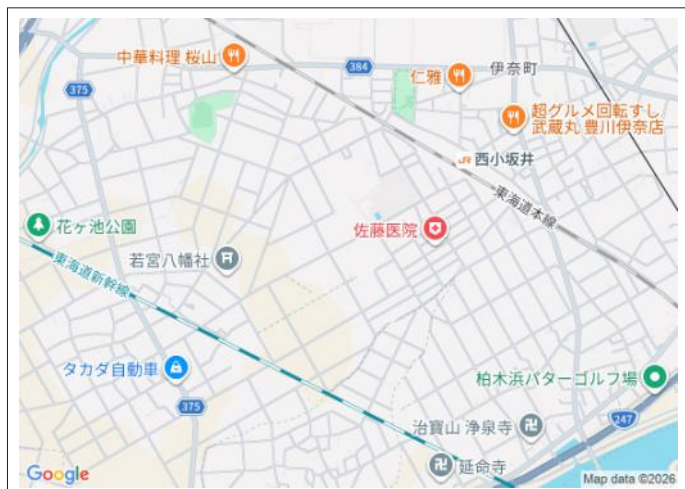 中華料理 桜山
384
仁雅
伊奈町
375
超グルメ回転すし
武蔵丸 豊川伊奈店
JR 西小坂井
東海道本線
花ヶ池公園
佐藤医院
若宮八幡社
東海道新幹線
タカダ自動車
柏木浜パターゴルフ場
375
247
治寶山 浄泉寺
延命寺
Google
Map data ©2026